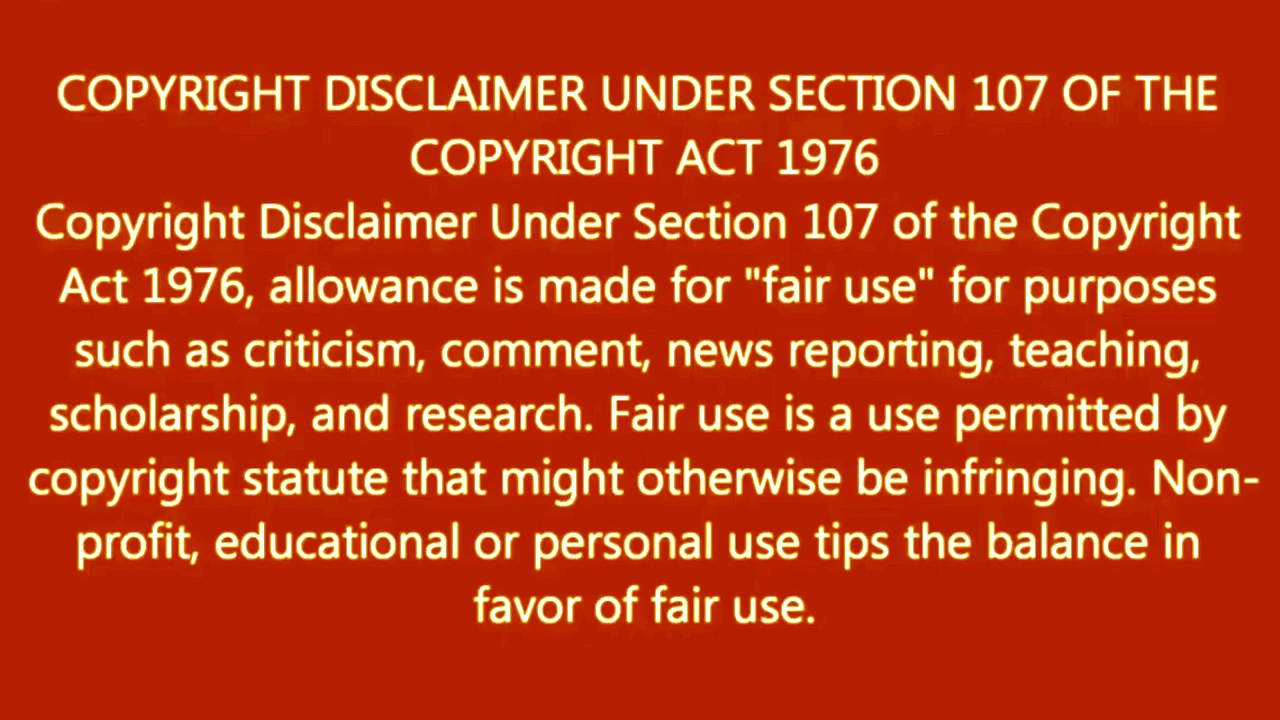 COPYRIGHT DISCLAIMER UNDER SECTION 107 OF THE
COPYRIGHT ACT 1976
Copyright Disclaimer Under Section 107 of the Copyright
Act 1976, allowance is made for "fair use" for purposes
such as criticism, comment, news reporting, teaching,
scholarship, and research. Fair use is a use permitted by
copyright statute that might otherwise be infringing. Non-
profit, educational or personal use tips the balance in
favor of fair use.